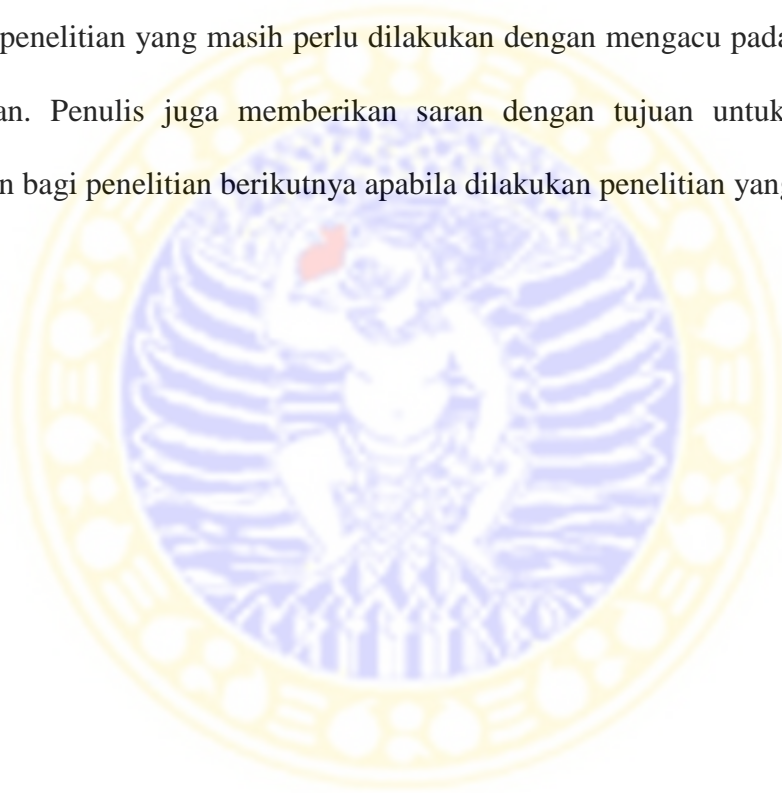 penelitian yang masih perlu dilakukan dengan mengacu pada
an. Penulis juga memberikan saran dengan tujuan untuk
n bagi penelitian berikutnya apabila dilakukan penelitian yang